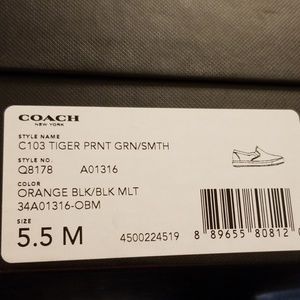 COACH
NEW YORK
STYLE NAME
C103 TIGER PRNT GRN/SMTH
STYLE NO.
Q8178 A01316
COLOR
ORANGE BLK/BLK MLT
34A01316-OBM
SIZE
5.5 M
4500224519
8 89655 80812